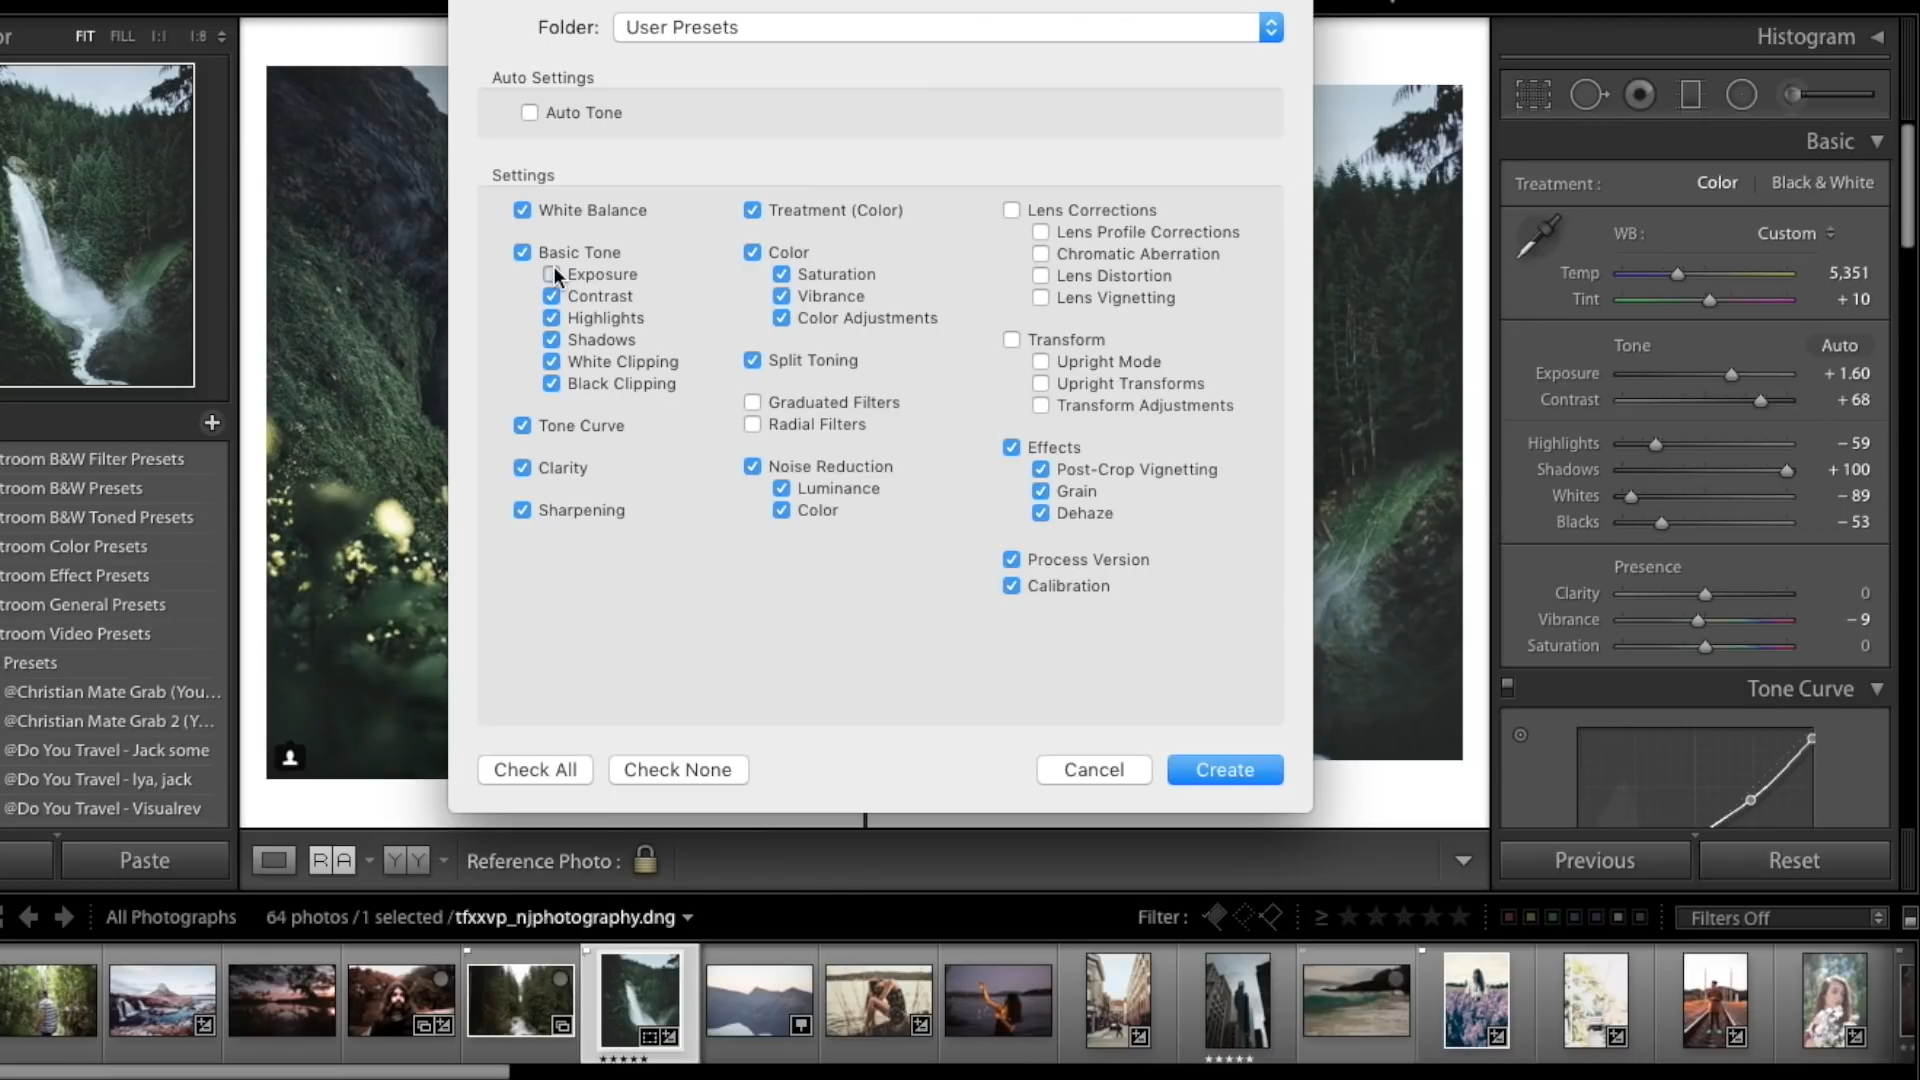 Folder: User Presets
or FIT FILL 1:1 1:8
Histogram
Auto Settings
Auto Tone
Basic
Settings
Treatment : Color Black & White
White Balance Treatment (Color) Lens Corrections
Lens Profile Corrections
WB : Custom
Basic Tone Color Chromatic Aberration
Exposure Saturation Lens Distortion
Temp 5,351
Contrast Vibrance Lens Vignetting
Tint + 10
Highlights Color Adjustments
Shadows Transform
Tone Auto
White Clipping Split Toning Upright Mode
Exposure + 1.60
Black Clipping Upright Transforms
Contrast + 68
Graduated Filters Transform Adjustments
Tone Curve Radial Filters
Highlights – 59
Effects
troom B&W Filter Presets
Clarity Noise Reduction Post-Crop Vignetting
Shadows + 100
troom B&W Presets
Luminance Grain
Whites – 89
troom B&W Toned Presets
Sharpening Color Dehaze
Blacks – 53
troom Color Presets
Process Version
Presence
troom Effect Presets
Calibration
Clarity 0
troom General Presets
Vibrance – 9
troom Video Presets
Saturation 0
Presets
@Christian Mate Grab (You...
Tone Curve
@Christian Mate Grab 2 (Y...
@Do You Travel - Jack some
Check All Check None Cancel Create
@Do You Travel - lya, jack
@Do You Travel - Visualrev
Paste R A Y Y Reference Photo : Previous Reset
All Photographs 64 photos / 1 selected / tfxxvp_njphotography.dng Filter : ≥ Filters Off